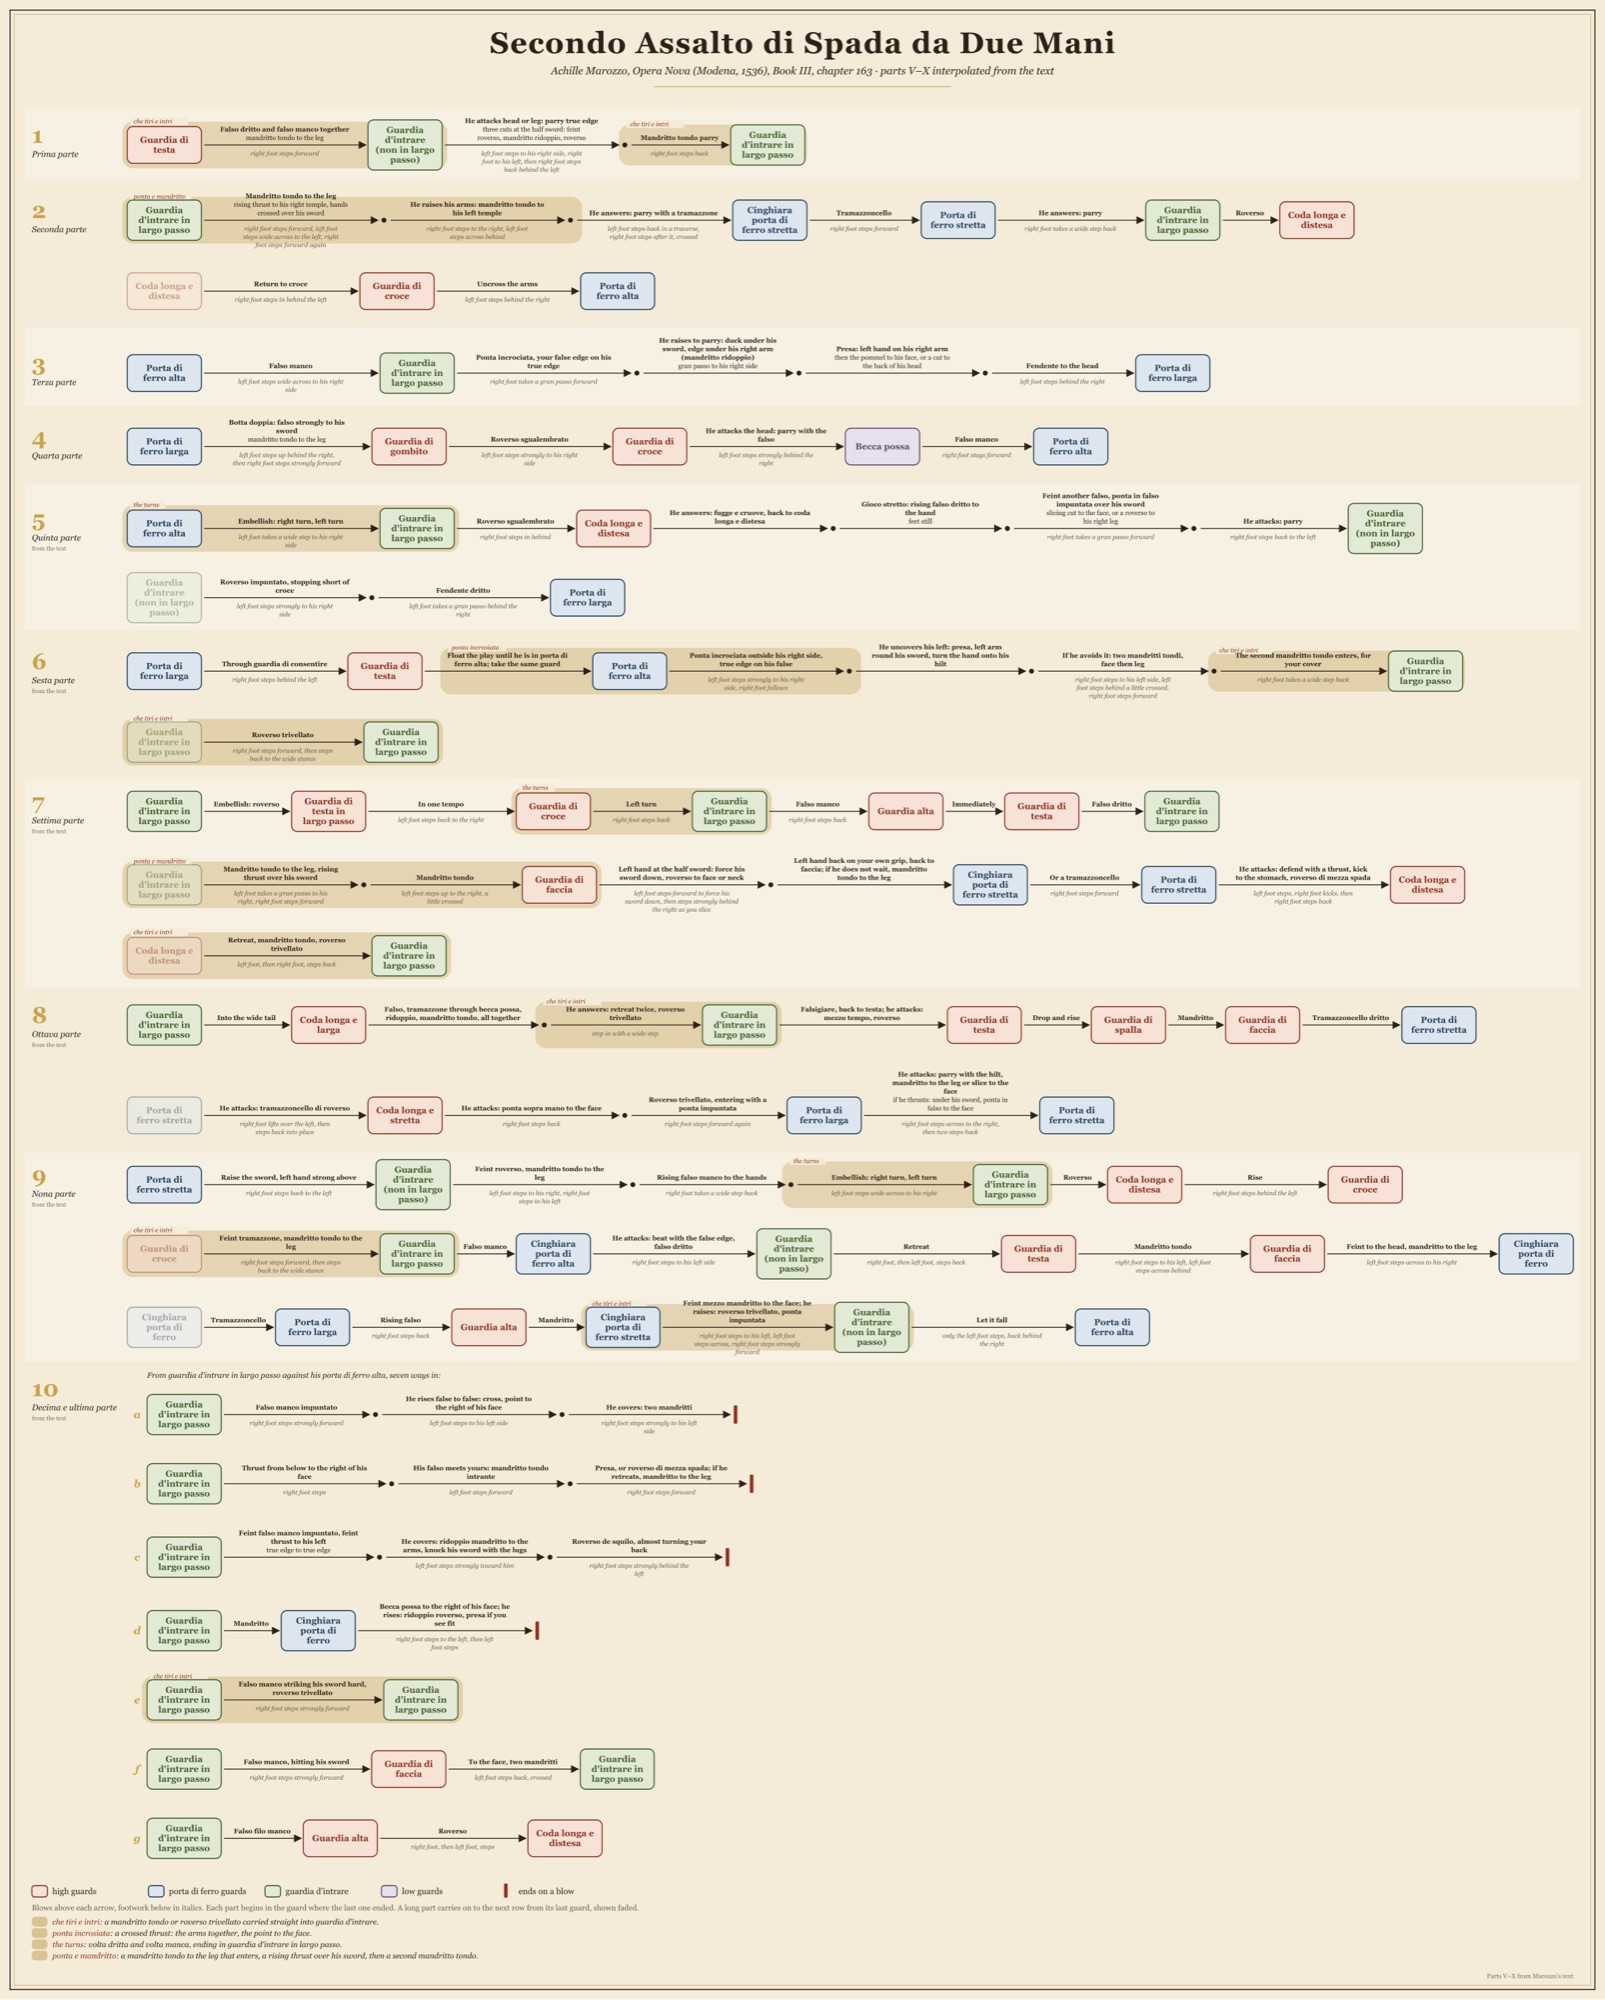 Secondo Assalto di Spada da Due Mani
Achille Marozzo, Opera Nova (Modena, 1536), Book III, chapter 163 · parts V–X interpolated from the text
1
Prima parte
che tiri e intri
Guardia di
testa
Falso dritto and falso manco together
mandritto tondo to the leg
right foot steps forward
Guardia
d'intrare
(non in largo
passo)
He attacks head or leg: parry true edge
three cuts at the half sword: feint
roverso, mandritto ridoppio, roverso
left foot steps to his right side, right
foot to his left, then right foot steps
back behind the left
che tiri e intri
Mandritto tondo parry
right foot steps back
Guardia
d'intrare in
largo passo
2
Seconda parte
ponta e mandritto
Guardia
d'intrare in
largo passo
Mandritto tondo to the leg
rising thrust to his right temple, hands
crossed over his sword
right foot steps forward, left foot
steps wide across to the left, right
foot steps forward again
He raises his arms: mandritto tondo to
his left temple
right foot steps to the right, left foot
steps across behind
He answers: parry with a tramazzone
left foot steps back in a traverse,
right foot steps after it, crossed
Cinghiara
porta di
ferro stretta
Tramazzoncello
right foot steps forward
Porta di
ferro stretta
He answers: parry
right foot takes a wide step back
Guardia
d'intrare in
largo passo
Roverso
Coda longa e
distesa
Coda longa e
distesa
Return to croce
right foot steps in behind the left
Guardia di
croce
Uncross the arms
left foot steps behind the right
Porta di
ferro alta
3
Terza parte
Porta di
ferro alta
Falso manco
left foot steps wide across to his right
side
Guardia
d'intrare in
largo passo
Ponta incrociata, your false edge on his
true edge
right foot takes a gran passo forward
He raises to parry: duck under his
sword, edge under his right arm
(mandritto ridoppio)
gran passo to his right side
Presa: left hand on his right arm
then the pommel to his face, or a cut to
the back of his head
Fendente to the head
left foot steps behind the right
Porta di
ferro larga
4
Quarta parte
Porta di
ferro larga
Botta doppia: falso strongly to his
sword
mandritto tondo to the leg
left foot steps up behind the right,
then right foot steps strongly forward
Guardia di
gombito
Roverso sgualembrato
left foot steps strongly to his right
side
Guardia di
croce
He attacks the head: parry with the
falso
left foot steps strongly behind the
right
Becca possa
Falso manco
right foot stays forward
Porta di
ferro alta
5
Quinta parte
from the text
the turns
Porta di
ferro alta
Embellish: right turn, left turn
left foot takes a wide step to his right
side
Guardia
d'intrare in
largo passo
Roverso sgualembrato
right foot steps in behind
Coda longa e
distesa
He answers: fugge e cruove, back to coda
longa e distesa
Gioco stretto: rising falso dritto to
the hand
feet still
Feint another falso, ponta in falso
impuntata over his sword
slicing cut to the face, or a roverso to
his right leg
right foot takes a gran passo forward
He attacks: parry
right foot steps back to the left
Guardia
d'intrare
(non in largo
passo)
Guardia
d'intrare
(non in largo
passo)
Roverso impuntato, stopping short of
croce
left foot steps strongly to his right
side
Fendente dritto
left foot takes a gran passo behind the
right
Porta di
ferro larga
6
Sesta parte
from the text
Porta di
ferro larga
Through guardia di consentire
right foot steps behind the left
Guardia di
testa
ponta incrosiata
Float the play until he is in porta di
ferro alta; take the same guard
Porta di
ferro alta
Ponta incrociata outside his right side,
true edge on his false
left foot steps strongly to his right
side, right foot follows
He uncovers his left: presa, left arm
round his sword, turn the hand onto his
hilt
If he avoids it: two mandritti tondi,
face then leg
right foot steps to his left side, left
foot steps behind a little crossed,
right foot steps forward
che tiri e intri
The second mandritto tondo enters, for
your cover
right foot takes a wide step back
Guardia
d'intrare in
largo passo
che tiri e intri
Guardia
d'intrare in
largo passo
Roverso trivellato
right foot steps forward, then steps
back to the wide stance
Guardia
d'intrare in
largo passo
7
Settima parte
from the text
Guardia
d'intrare in
largo passo
Embellish: roverso
Guardia di
testa in
largo passo
In one tempo
left foot steps back to the right
the turns
Guardia di
croce
Left turn
right foot steps back
Guardia
d'intrare in
largo passo
Falso manco
right foot steps back
Guardia alta
Immediately
Guardia di
testa
Falso dritto
Guardia
d'intrare in
largo passo
ponta e mandritto
Guardia
d'intrare in
largo passo
Mandritto tondo to the leg, rising
thrust over his sword
left foot takes a gran passo to his
right, right foot steps forward
Mandritto tondo
left foot steps up to the right, a
little crossed
Guardia di
faccia
Left hand at the half sword: force his
sword down, roverso to face or neck
left foot steps forward to force his
sword down, then steps strongly behind
the right as you slice
Left hand back on your own grip, back to
faccia; if he does not wait, mandritto
tondo to the leg
Cinghiara
porta di
ferro stretta
Or a tramazzoncello
right foot steps forward
Porta di
ferro stretta
He attacks: defend with a thrust, kick
to the stomach, roverso di mezza spada
left foot steps, right foot kicks, then
right foot steps back
Coda longa e
distesa
che tiri e intri
Coda longa e
distesa
Retreat, mandritto tondo, roverso
trivellato
left foot, then right foot, steps back
Guardia
d'intrare in
largo passo
8
Ottava parte
from the text
Guardia
d'intrare in
largo passo
Into the wide tail
Coda longa e
larga
Falso, tramazzone through becca possa,
ridoppio, mandritto tondo, all together
che tiri e intri
He answers: retreat twice, roverso
trivellato
step in with a wide step
Guardia
d'intrare in
largo passo
Falsigiare, back to testa; he attacks:
mezzo tempo, roverso
Guardia di
testa
Drop and rise
Guardia di
spalla
Mandritto
Guardia di
faccia
Tramazzoncello dritto
Porta di
ferro stretta
Porta di
ferro stretta
He attacks: tramazzoncello di roverso
right foot lifts over the left, then
steps back into place
Coda longa e
stretta
He attacks: ponta sopra mano to the face
right foot steps back
Roverso trivellato, entering with a
ponta impuntata
right foot steps forward again
Porta di
ferro larga
He attacks: parry with the hilt,
mandritto to the leg or slice to the
face
if he thrusts: under his sword, ponta in
falso to the face
right foot steps across to the right,
then two steps back
Porta di
ferro stretta
9
Nona parte
from the text
Porta di
ferro stretta
Raise the sword, left hand strong above
right foot steps back to the left
Guardia
d'intrare
(non in largo
passo)
Feint roverso, mandritto tondo to the
leg
left foot steps to his right, right foot
steps to his left
Rising falso manco to the hands
right foot takes a wide step back
the turns
Embellish: right turn, left turn
left foot steps wide across to his right
Guardia
d'intrare in
largo passo
Roverso
Coda longa e
distesa
Rise
right foot steps behind the left
Guardia di
croce
che tiri e intri
Guardia di
croce
Feint tramazzone, mandritto tondo to the
leg
right foot steps forward, then steps
back to the wide stance
Guardia
d'intrare in
largo passo
Falso manco
Cinghiara
porta di
ferro alta
He attacks: beat with the false edge,
falso dritto
right foot steps to his left side
Guardia
d'intrare
(non in largo
passo)
Retreat
right foot, then left foot, steps back
Guardia di
testa
Mandritto tondo
right foot steps to his left, left foot
steps across behind
Guardia di
faccia
Feint to the head, mandritto to the leg
left foot steps across to his right
Cinghiara
porta di
ferro
Cinghiara
porta di
ferro
Tramazzoncello
Porta di
ferro larga
Rising falso
right foot steps back
Guardia alta
Mandritto
che tiri e intri
Cinghiara
porta di
ferro stretta
Feint mezzo mandritto to the face; he
raises: roverso trivellato, ponta
impuntata
right foot steps to his left, left foot
steps across, right foot steps strongly
forward
Guardia
d'intrare
(non in largo
passo)
Let it fall
only the left foot steps, back behind
the right
Porta di
ferro alta
10
Decima e ultima parte
from the text
From guardia d'intrare in largo passo against his porta di ferro alta, seven ways in:
a
Guardia
d'intrare in
largo passo
Falso manco impuntato
right foot steps strongly forward
He rises false to false: cross, point to
the right of his face
left foot steps to his left side
He covers: two mandritti
right foot steps strongly to his left
side
b
Guardia
d'intrare in
largo passo
Thrust from below to the right of his
face
right foot steps
His falso meets yours: mandritto tondo
intrante
left foot steps forward
Presa, or roverso di mezza spada; if he
retreats, mandritto to the leg
right foot steps forward
c
Guardia
d'intrare in
largo passo
Feint falso manco impuntato, feint
thrust to his left
true edge to true edge
He covers: ridoppio mandritto to the
arms, knock his sword with the lugs
left foot steps strongly toward him
Roverso de squilo, almost turning your
back
right foot steps strongly behind the
left
d
Guardia
d'intrare in
largo passo
Mandritto
Cinghiara
porta di
ferro
Becca possa to the right of his face; he
rises: ridoppio roverso, presa if you
see fit
right foot steps to the left, then left
foot steps
che tiri e intri
e
Guardia
d'intrare in
largo passo
Falso manco striking his sword hard,
roverso trivellato
right foot steps strongly forward
Guardia
d'intrare in
largo passo
f
Guardia
d'intrare in
largo passo
Falso manco, hitting his sword
right foot steps strongly forward
Guardia di
faccia
To the face, two mandritti
left foot steps back, crossed
Guardia
d'intrare in
largo passo
g
Guardia
d'intrare in
largo passo
Falso filo manco
Guardia alta
Roverso
right foot, then left foot, steps
Coda longa e
distesa
high guards
porta di ferro guards
guardia d'intrare
low guards
ends on a blow
Blows above each arrow, footwork below in italics. Each part begins in the guard where the last one ended. A long part carries on to the next row from its last guard, shown faded.
che tiri e intri: a mandritto tondo or roverso trivellato carried straight into guardia d'intrare.
ponta incrosiata: a crossed thrust: the arms together, the point to the face.
the turns: volta dritta and volta manca, ending in guardia d'intrare in largo passo.
ponta e mandritto: a mandritto tondo to the leg that enters, a rising thrust over his sword, then a second mandritto tondo.
Parts V–X from Marozzo's text